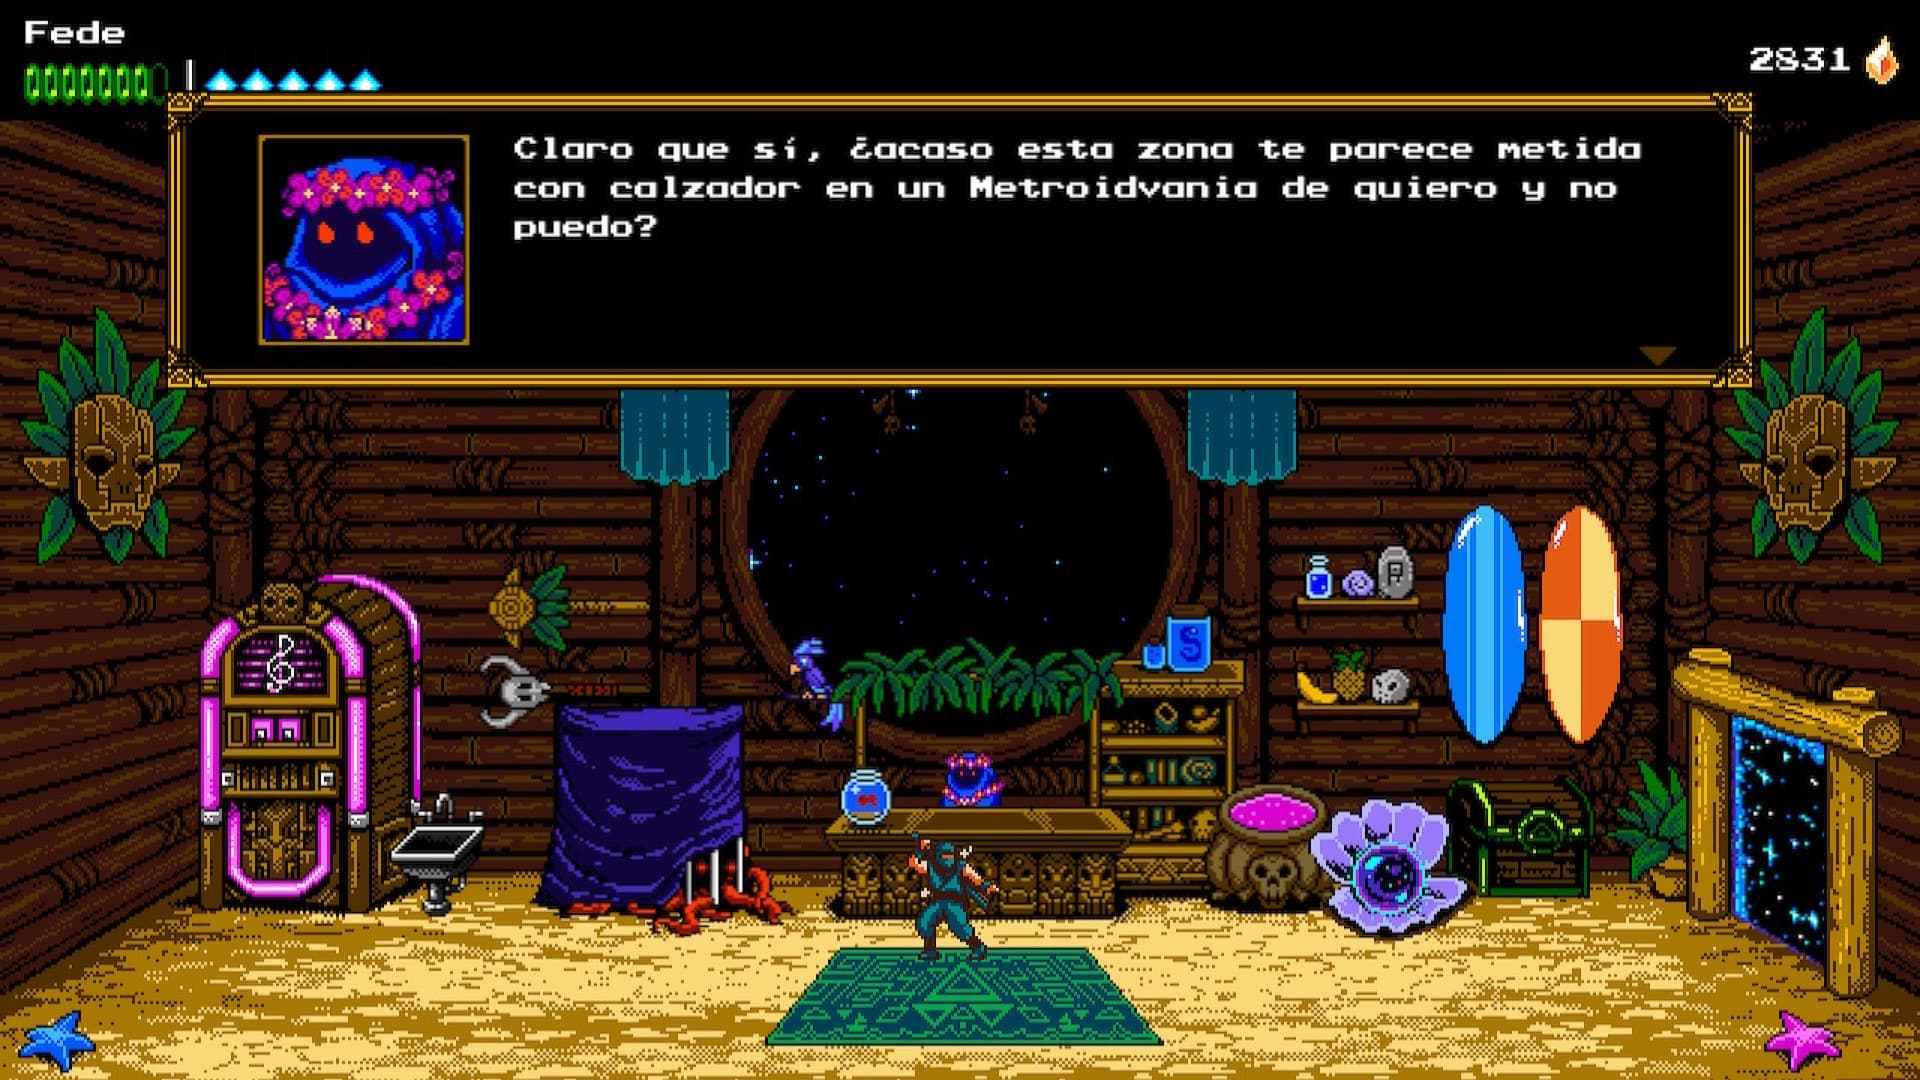 Fede
2831
Claro que sí, ¿acaso esta zona te parece metida
con calzador en un Metroidvania de quiero y no
puedo?
S
R